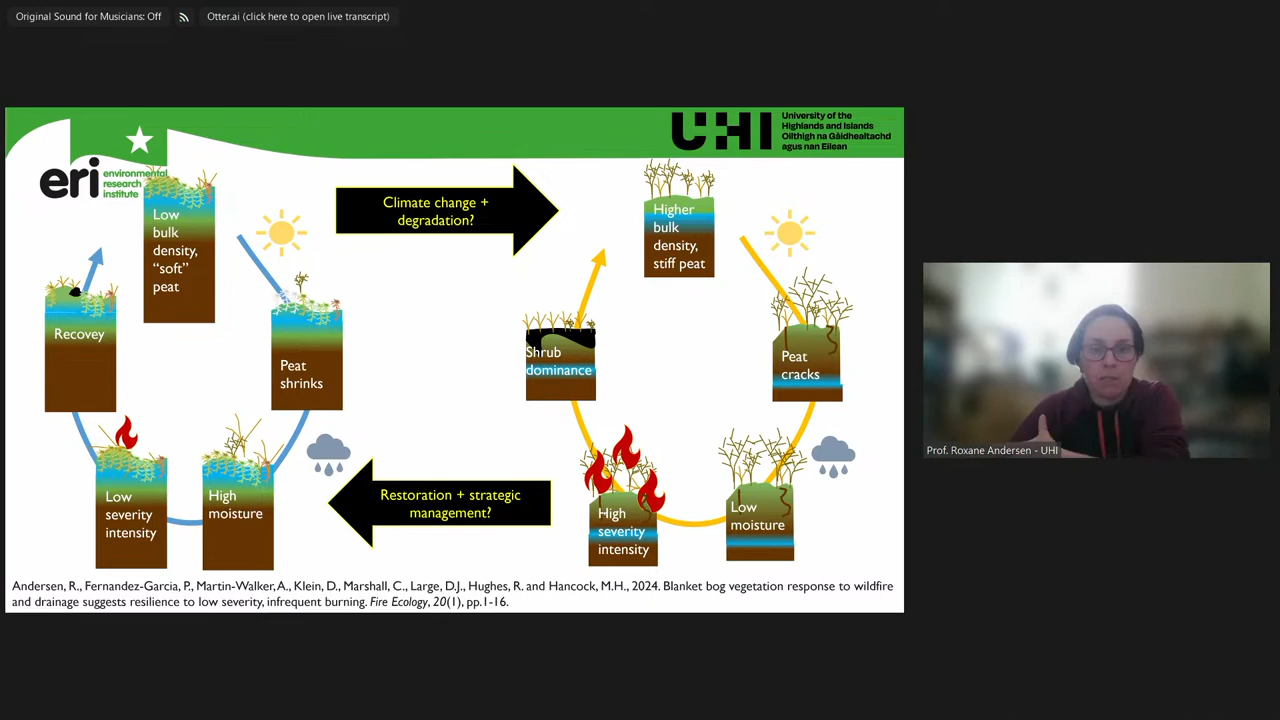 Original Sound for Musicians: Off
Otter.ai (click here to open live transcript)
eri environmental
research
institute
UHI
University of the
Highlands and Islands
Oilthigh na Gàidhealtachd
agus nan Eilean
Low
bulk
density,
“soft”
peat
Climate change +
degradation?
Higher
bulk
density,
stiff peat
Recovey
Peat
shrinks
Shrub
dominance
Peat
cracks
Low
severity
intensity
High
moisture
Restoration + strategic
management?
High
severity
intensity
Low
moisture
Prof. Roxane Andersen - UHI
Andersen, R., Fernandez-Garcia, P., Martin-Walker, A., Klein, D., Marshall, C., Large, D.J., Hughes, R. and Hancock, M.H., 2024. Blanket bog vegetation response to wildfire
and drainage suggests resilience to low severity, infrequent burning. Fire Ecology, 20(1), pp.1-16.